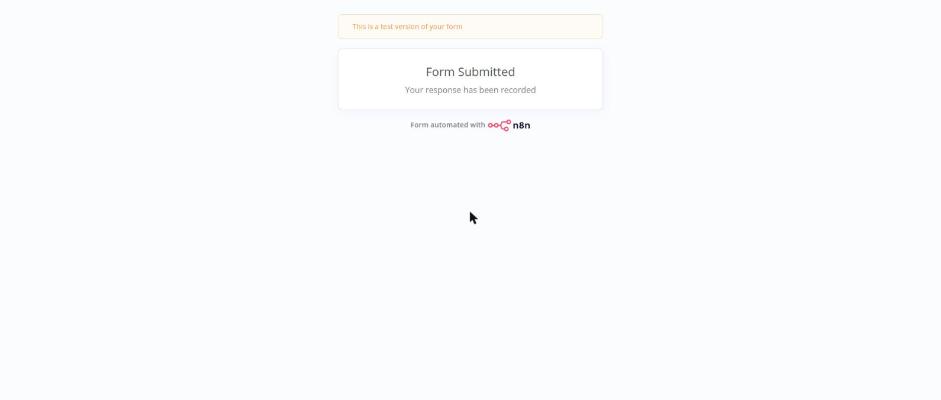 This is a test version of your form
Form Submitted
Your response has been recorded
Form automated with n8n